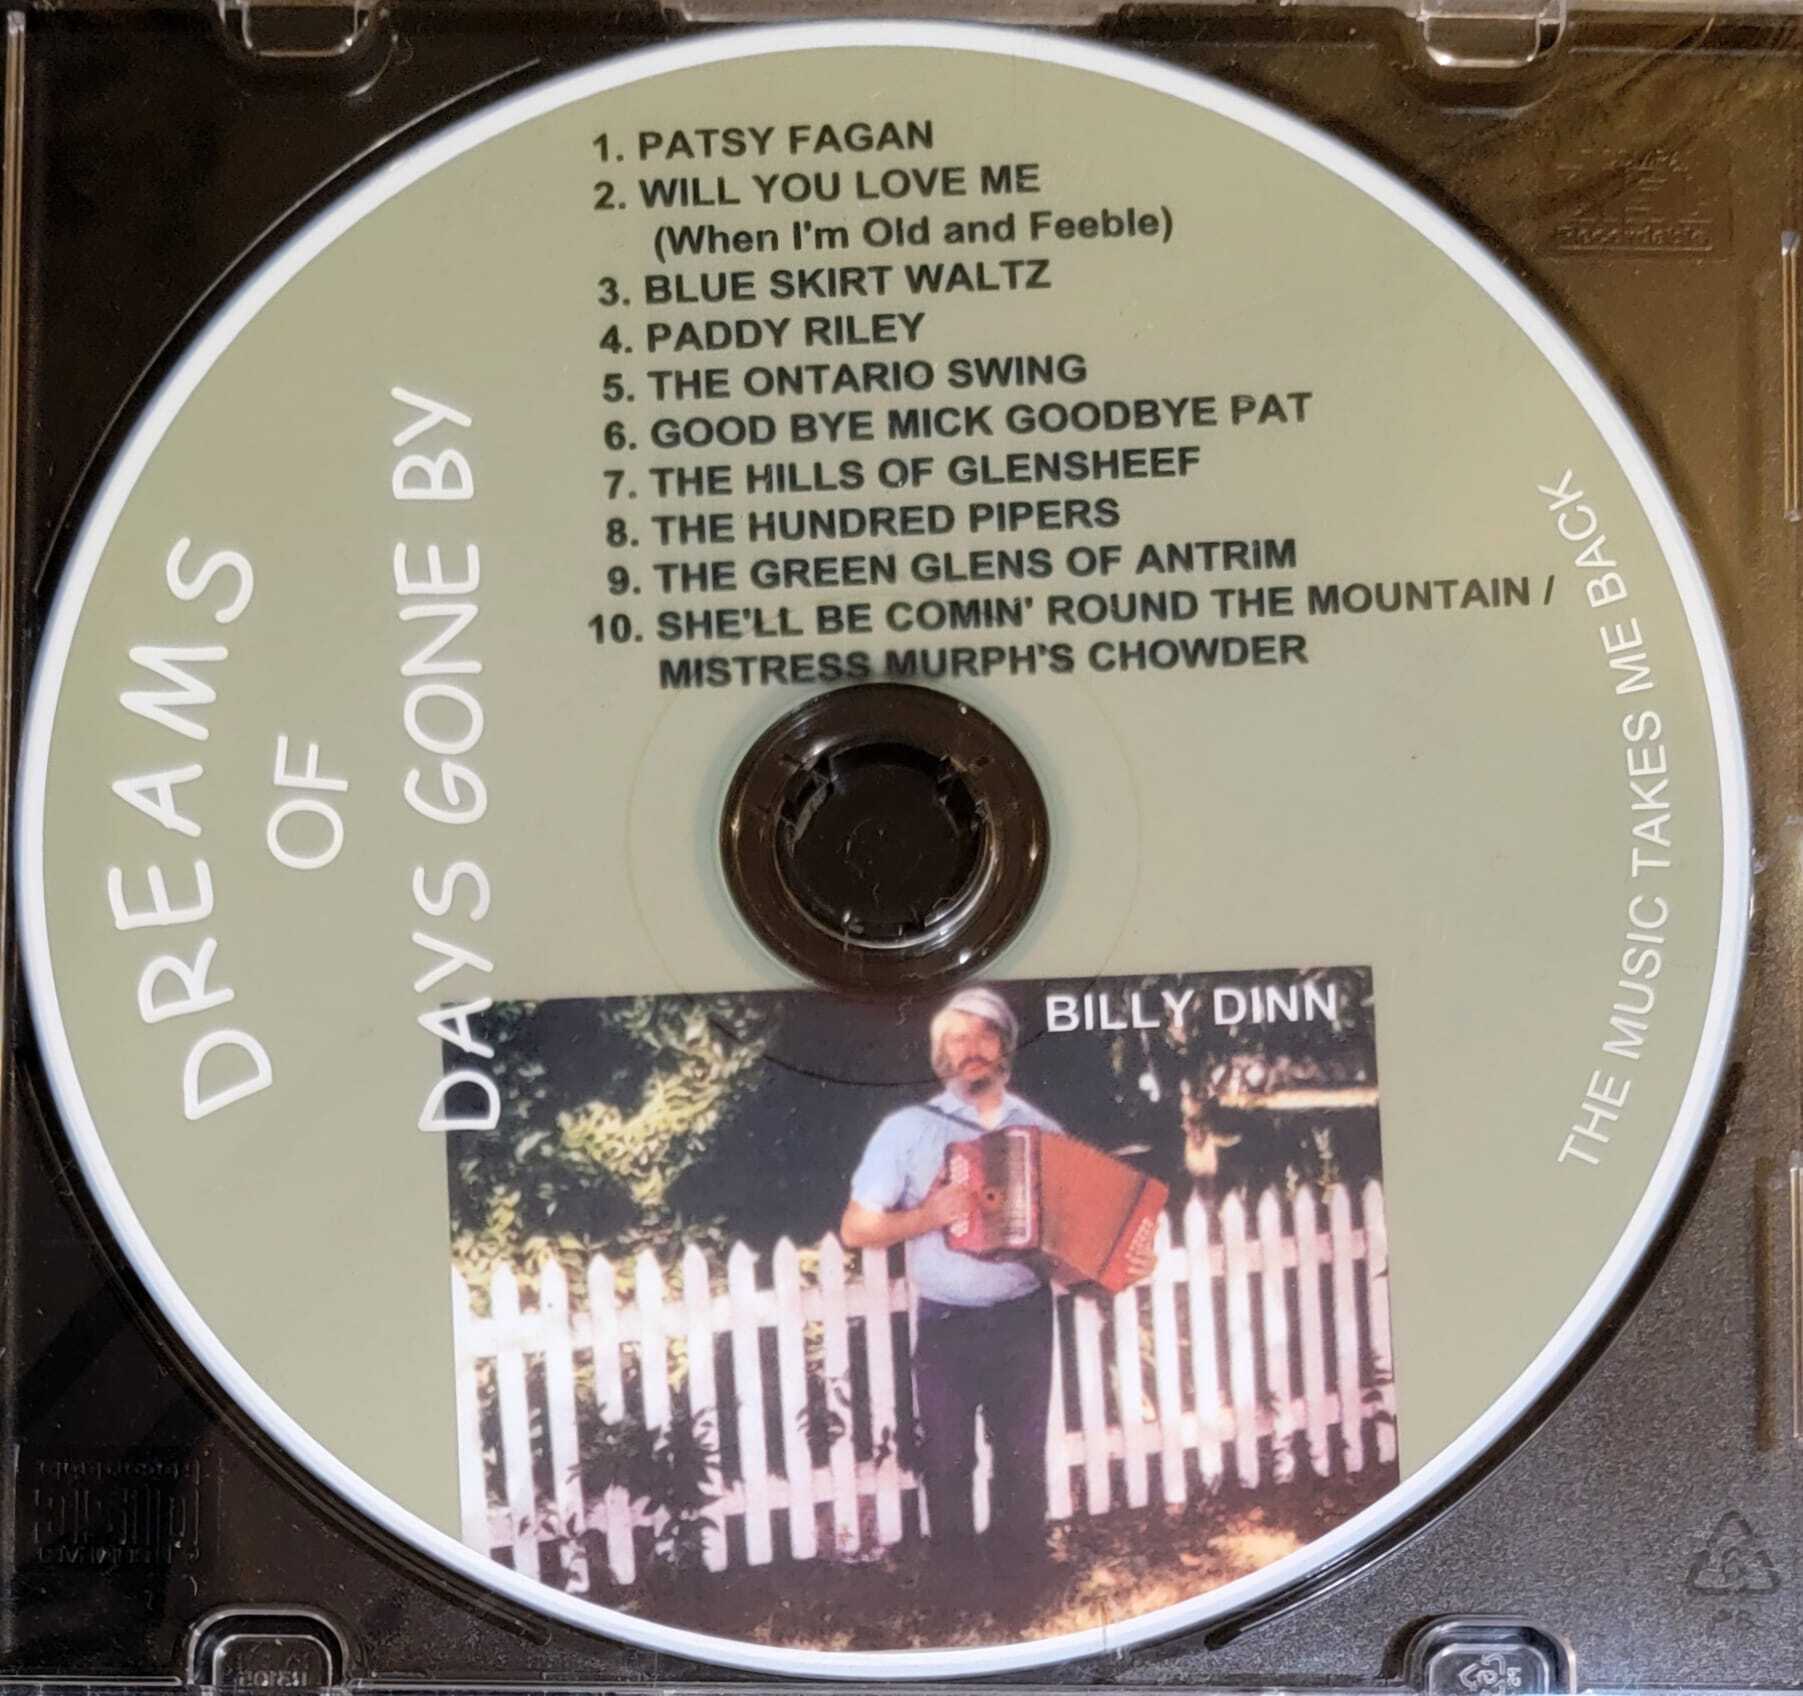 DREAMS
OF
DAYS GONE BY
1. PATSY FAGAN
2. WILL YOU LOVE ME
(When I'm Old and Feeble)
3. BLUE SKIRT WALTZ
4. PADDY RILEY
5. THE ONTARIO SWING
6. GOOD BYE MICK GOODBYE PAT
7. THE HILLS OF GLENSHEEF
8. THE HUNDRED PIPERS
9. THE GREEN GLENS OF ANTRIM
10. SHE'LL BE COMIN' ROUND THE MOUNTAIN /
MISTRESS MURPH'S CHOWDER
BILLY DINN
THE MUSIC TAKES ME BACK